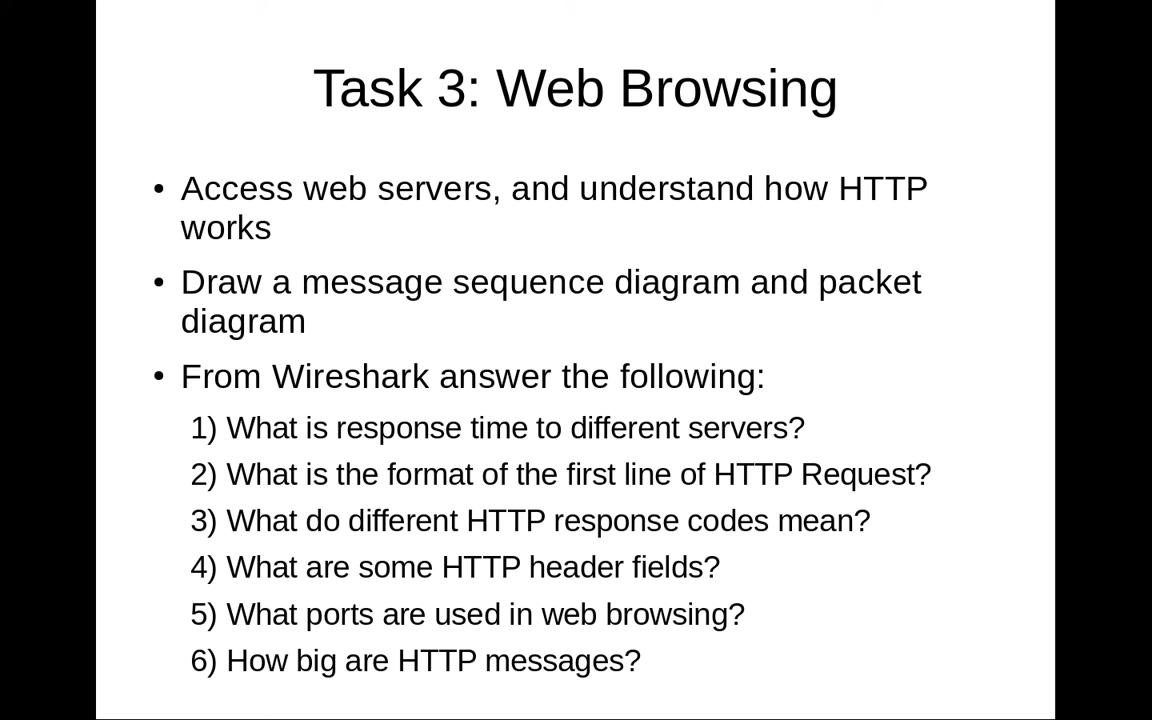 Task 3: Web Browsing
• Access web servers, and understand how HTTP
works
• Draw a message sequence diagram and packet
diagram
• From Wireshark answer the following:
1) What is response time to different servers?
2) What is the format of the first line of HTTP Request?
3) What do different HTTP response codes mean?
4) What are some HTTP header fields?
5) What ports are used in web browsing?
6) How big are HTTP messages?